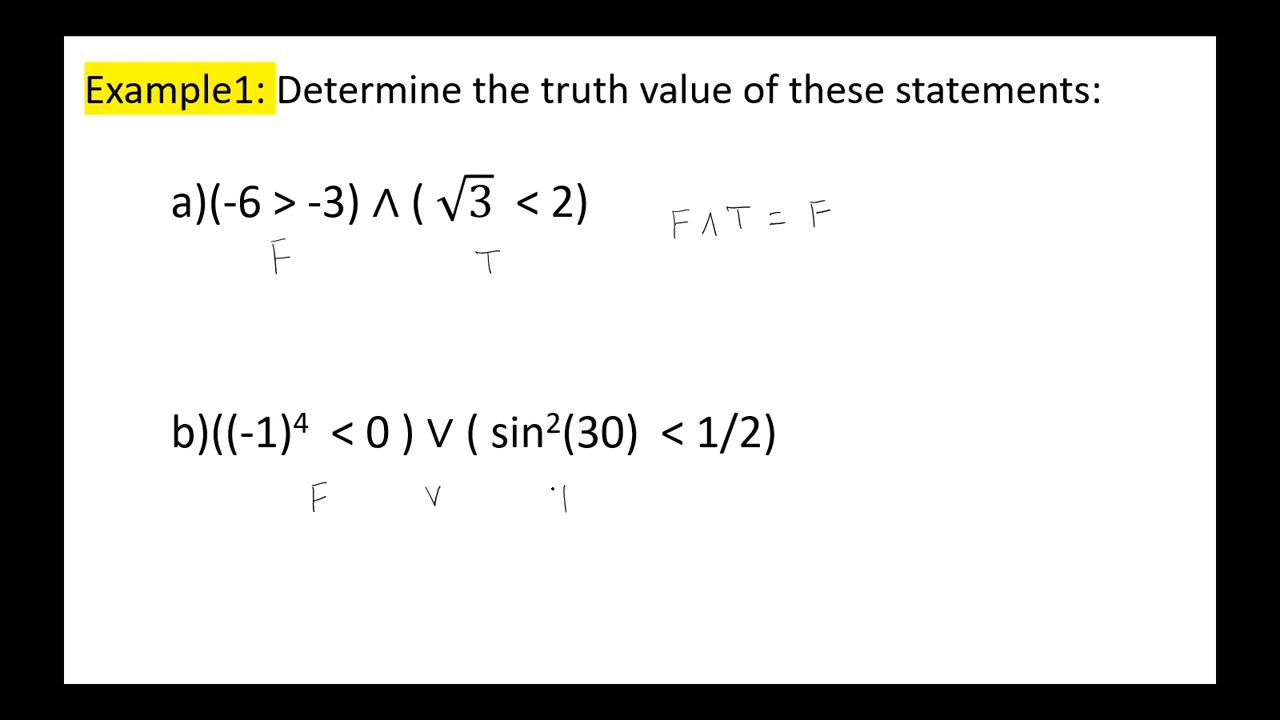 Example1: Determine the truth value of these statements:
a)(-6 > -3) ∧ ( √3 < 2)
F ∧ T = F
F T
b)((-1)⁴ < 0 ) ∨ ( sin²(30) < 1/2)
F ∨